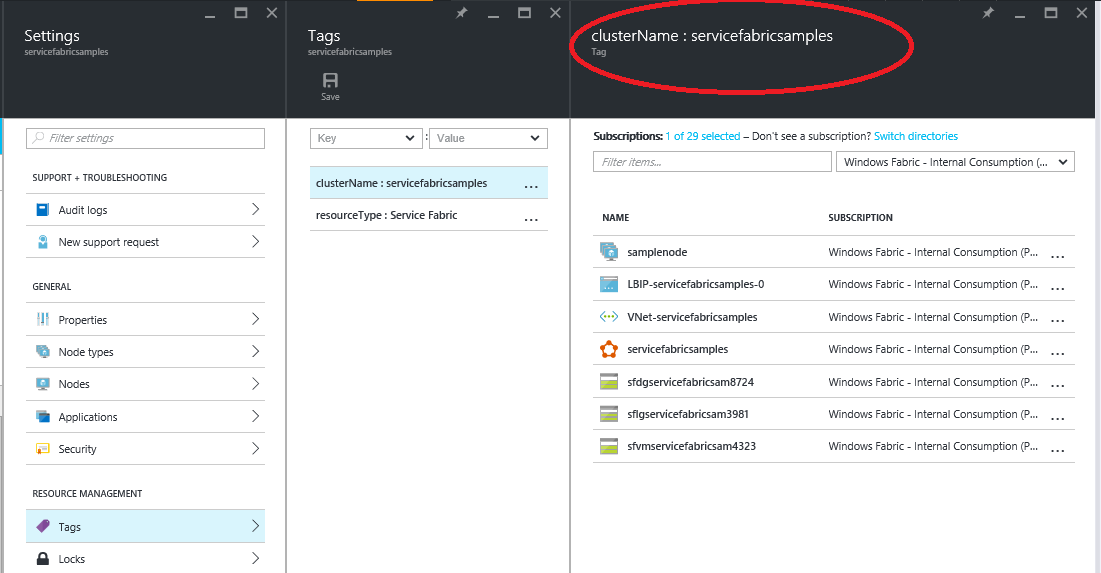 Settings
servicefabricsamples
Filter settings
SUPPORT + TROUBLESHOOTING
Audit logs
New support request
GENERAL
Properties
Node types
Nodes
Applications
Security
RESOURCE MANAGEMENT
Tags
Locks
Tags
servicefabricsamples
Save
Key : Value
clusterName : servicefabricsamples ...
resourceType : Service Fabric ...
clusterName : servicefabricsamples
Tag
Subscriptions: 1 of 29 selected – Don't see a subscription? Switch directories
Filter items... Windows Fabric - Internal Consumption (...
NAME SUBSCRIPTION
samplenode Windows Fabric - Internal Consumption (P... ...
LBIP-servicefabricsamples-0 Windows Fabric - Internal Consumption (P... ...
VNet-servicefabricsamples Windows Fabric - Internal Consumption (P... ...
servicefabricsamples Windows Fabric - Internal Consumption (P... ...
sfdgservicefabricsam8724 Windows Fabric - Internal Consumption (P... ...
sflgservicefabricsam3981 Windows Fabric - Internal Consumption (P... ...
sfvmservicefabricsam4323 Windows Fabric - Internal Consumption (P... ...